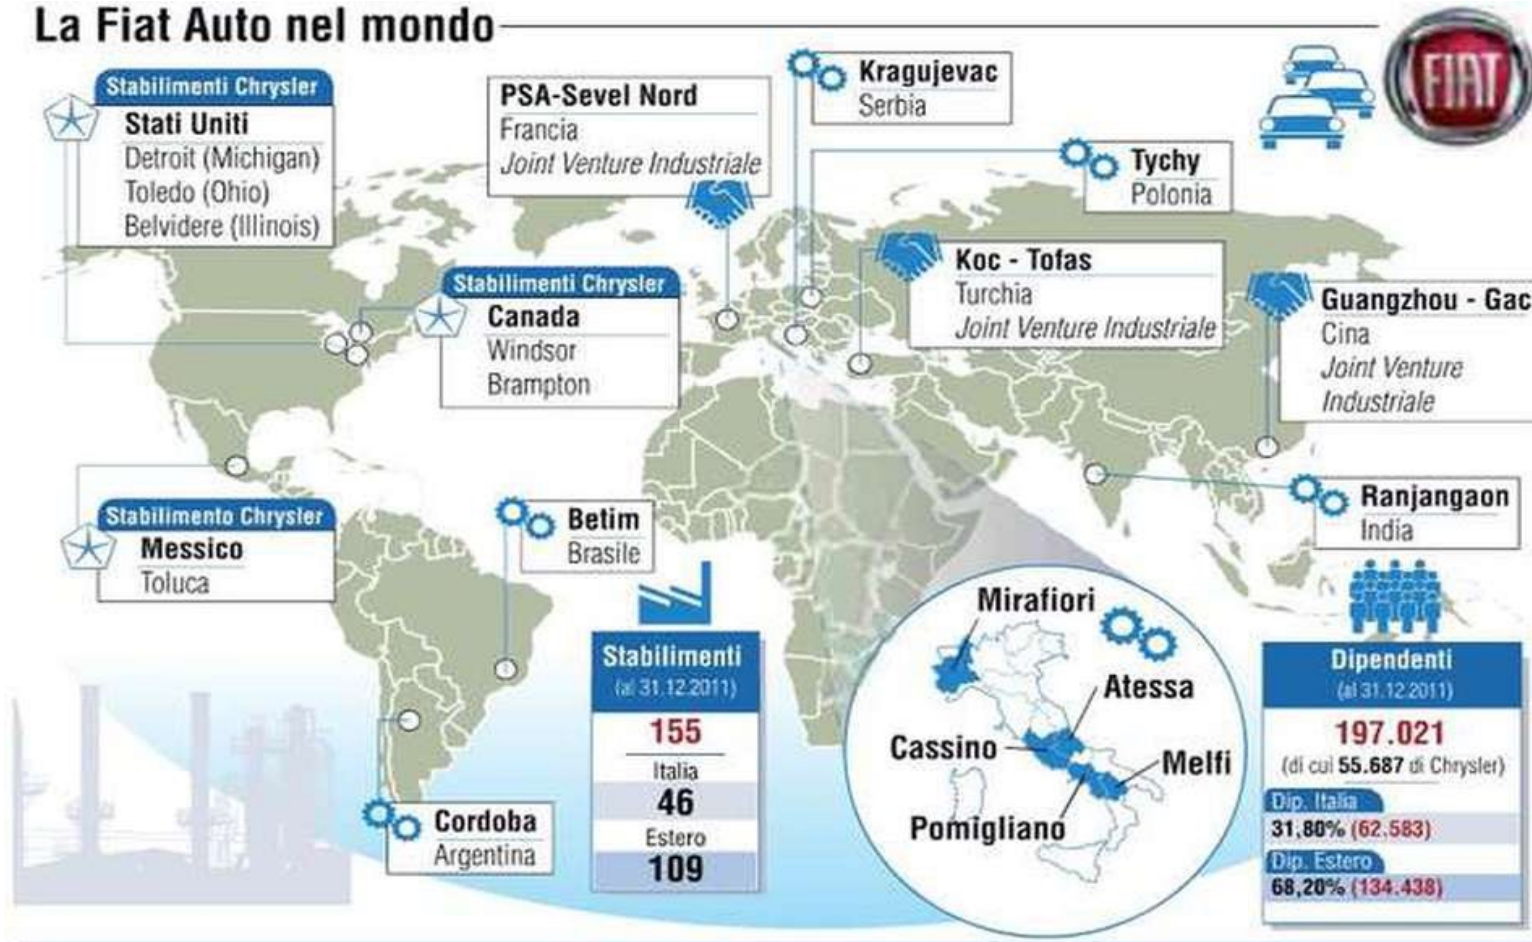 La Fiat Auto nel mondo
FIAT
Stabilimenti Chrysler
Stati Uniti
Detroit (Michigan)
Toledo (Ohio)
Belvidere (Illinois)
PSA-Sevel Nord
Francia
Joint Venture Industriale
Kragujevac
Serbia
Tychy
Polonia
Stabilimenti Chrysler
Canada
Windsor
Brampton
Koc - Tofas
Turchia
Joint Venture Industriale
Guangzhou - Gac
Cina
Joint Venture
Industriale
Stabilimento Chrysler
Messico
Toluca
Betim
Brasile
Ranjangaon
India
Cordoba
Argentina
Stabilimenti
(al 31.12.2011)
155
Italia
46
Estero
109
Mirafiori
Atessa
Cassino
Melfi
Pomigliano
Dipendenti
(al 31.12.2011)
197.021
(di cui 55.687 di Chrysler)
Dip. Italia
31,80% (62.583)
Dip. Estero
68,20% (134.438)